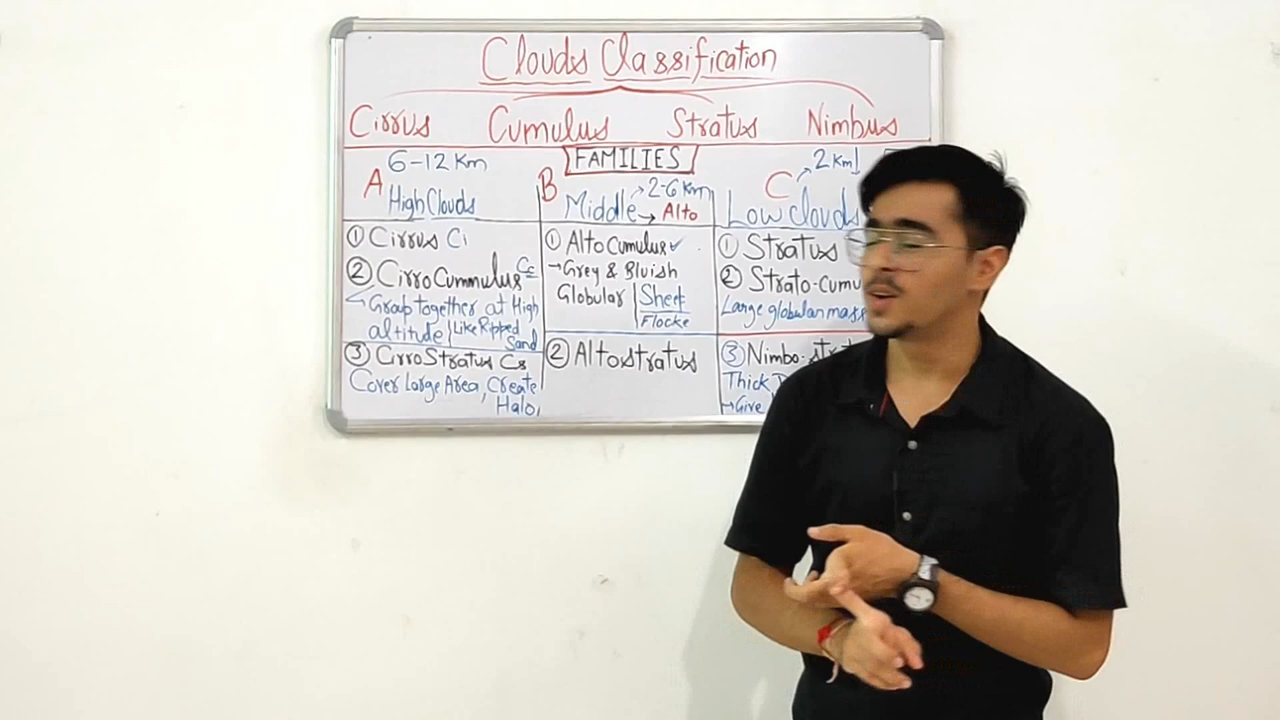 Clouds Classification
Cirrus Cumulus Stratus Nimbus
FAMILIES
A 6-12 Km
High Clouds
① Cirrus Ci
② CirroCummulus Cc
Group together at High
altitude Like Ripped
Sand
③ CirroStratus Cs
Cover Large Area, Create
Halo,
B Middle → 2-6 Km
→ Alto
① AltoCumulus ✓
→ Grey & Bluish
Globular Sheet
Flocke
② Altostratus
C → 2 Km↓
Low clouds
① Stratus
② Strato-cumu
Large globular mass
③ Nimbo-strat
Thick
→ Give